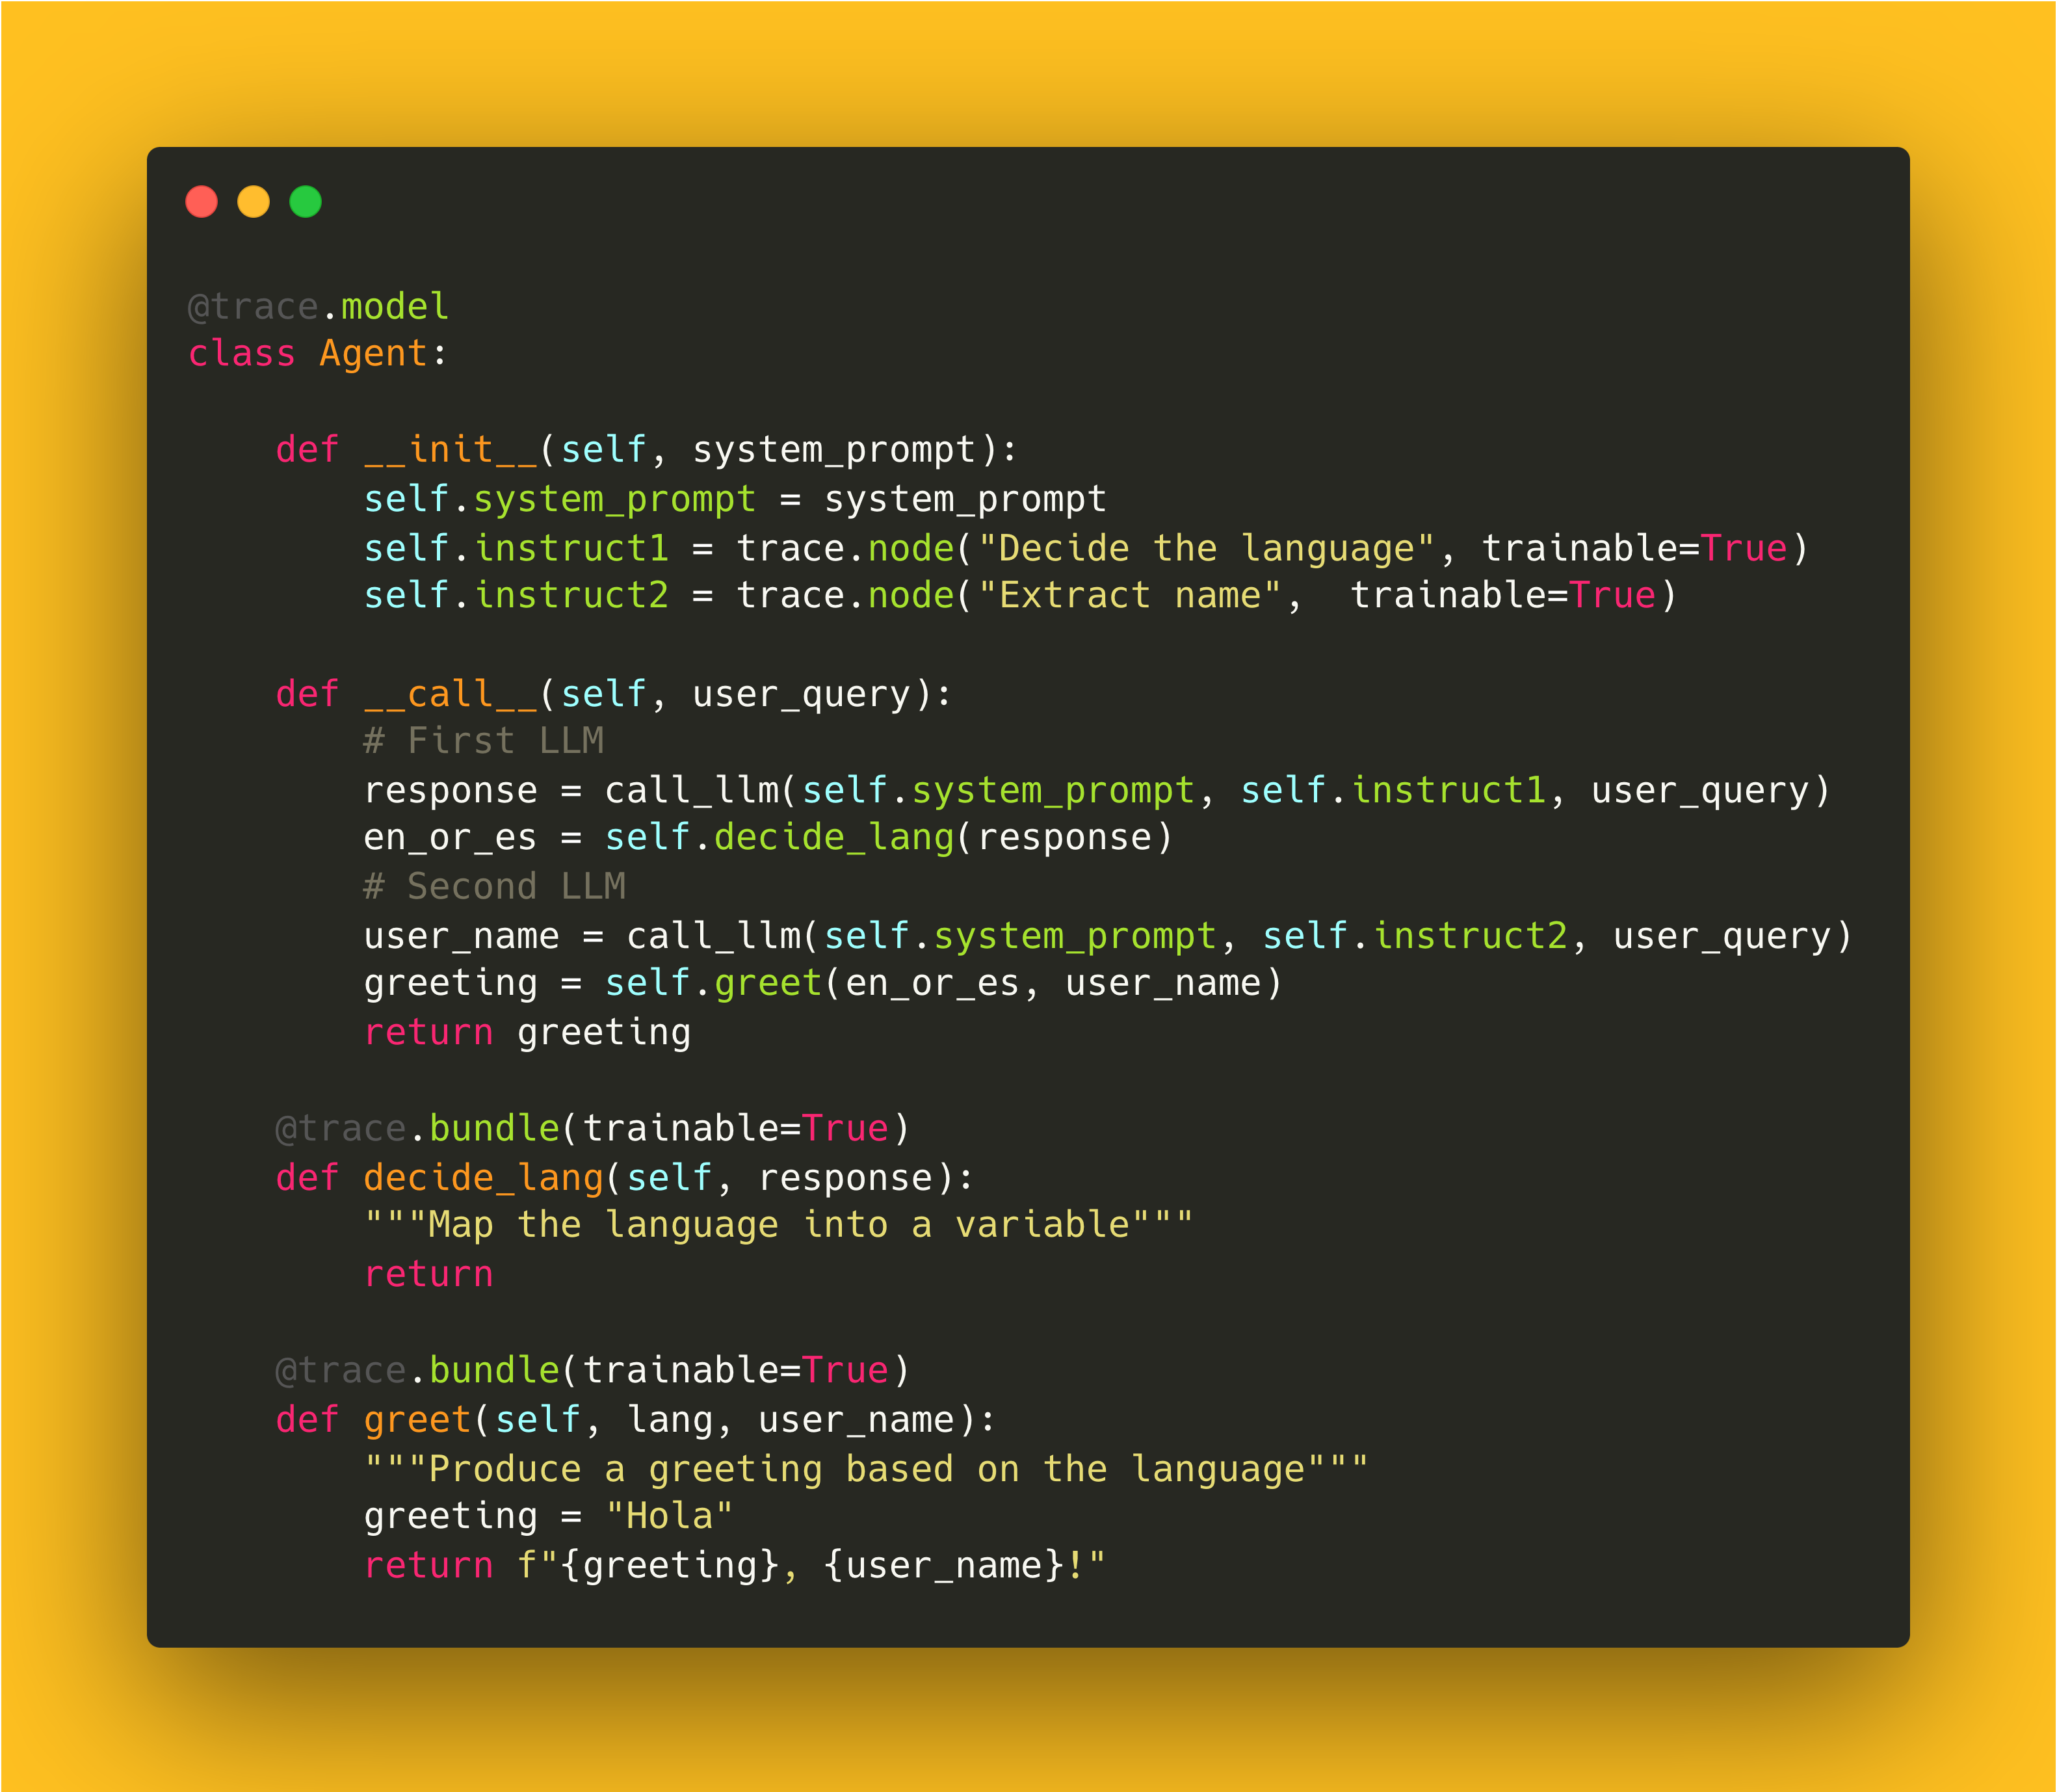 @trace.model
class Agent:

    def __init__(self, system_prompt):
        self.system_prompt = system_prompt
        self.instruct1 = trace.node("Decide the language", trainable=True)
        self.instruct2 = trace.node("Extract name",  trainable=True)

    def __call__(self, user_query):
        # First LLM
        response = call_llm(self.system_prompt, self.instruct1, user_query)
        en_or_es = self.decide_lang(response)
        # Second LLM
        user_name = call_llm(self.system_prompt, self.instruct2, user_query)
        greeting = self.greet(en_or_es, user_name)
        return greeting

    @trace.bundle(trainable=True)
    def decide_lang(self, response):
        """Map the language into a variable"""
        return

    @trace.bundle(trainable=True)
    def greet(self, lang, user_name):
        """Produce a greeting based on the language"""
        greeting = "Hola"
        return f"{greeting}, {user_name}!"